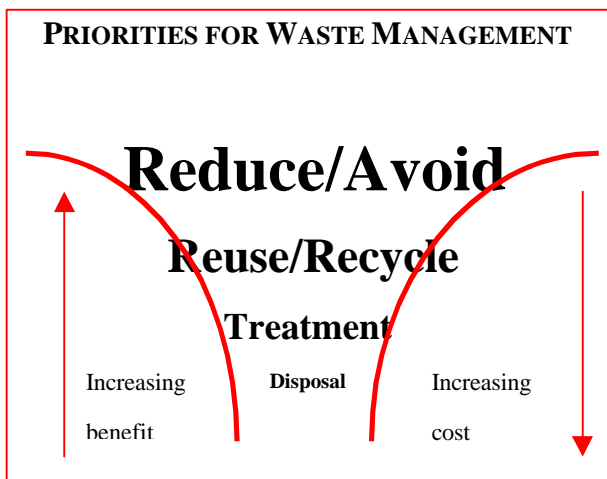 PRIORITIES FOR WASTE MANAGEMENT
Reduce/Avoid
Reuse/Recycle
Treatment
Increasing Disposal Increasing
benefit cost